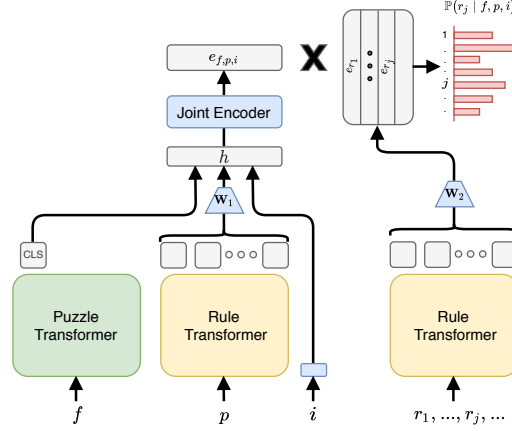 ℙ(r_j | f, p, i)
e_{f,p,i}
X
e_{r_1}
e_{r_j}
1
j
Joint Encoder
h
W_1
W_2
CLS
Puzzle
Transformer
Rule
Transformer
Rule
Transformer
f
p
i
r_1, ..., r_j, ...